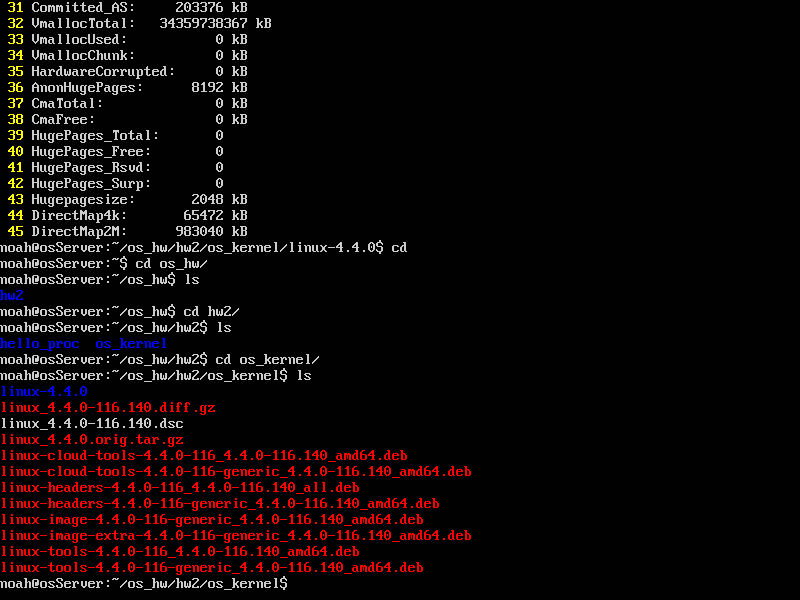 31 Committed_AS:     203376 kB
32 VmallocTotal:   34359738367 kB
33 VmallocUsed:           0 kB
34 VmallocChunk:          0 kB
35 HardwareCorrupted:     0 kB
36 AnonHugePages:      8192 kB
37 CmaTotal:              0 kB
38 CmaFree:               0 kB
39 HugePages_Total:       0
40 HugePages_Free:        0
41 HugePages_Rsvd:        0
42 HugePages_Surp:        0
43 Hugepagesize:       2048 kB
44 DirectMap4k:       65472 kB
45 DirectMap2M:      983040 kB
noah@osServer:~/os_hw/hw2/os_kernel/linux-4.4.0$ cd
noah@osServer:~$ cd os_hw/
noah@osServer:~/os_hw$ ls
hw2
noah@osServer:~/os_hw$ cd hw2/
noah@osServer:~/os_hw/hw2$ ls
hello_proc  os_kernel
noah@osServer:~/os_hw/hw2$ cd os_kernel/
noah@osServer:~/os_hw/hw2/os_kernel$ ls
linux-4.4.0
linux_4.4.0-116.140.diff.gz
linux_4.4.0-116.140.dsc
linux_4.4.0.orig.tar.gz
linux-cloud-tools-4.4.0-116_4.4.0-116.140_amd64.deb
linux-cloud-tools-4.4.0-116-generic_4.4.0-116.140_amd64.deb
linux-headers-4.4.0-116_4.4.0-116.140_all.deb
linux-headers-4.4.0-116-generic_4.4.0-116.140_amd64.deb
linux-image-4.4.0-116-generic_4.4.0-116.140_amd64.deb
linux-image-extra-4.4.0-116-generic_4.4.0-116.140_amd64.deb
linux-tools-4.4.0-116_4.4.0-116.140_amd64.deb
linux-tools-4.4.0-116-generic_4.4.0-116.140_amd64.deb
noah@osServer:~/os_hw/hw2/os_kernel$